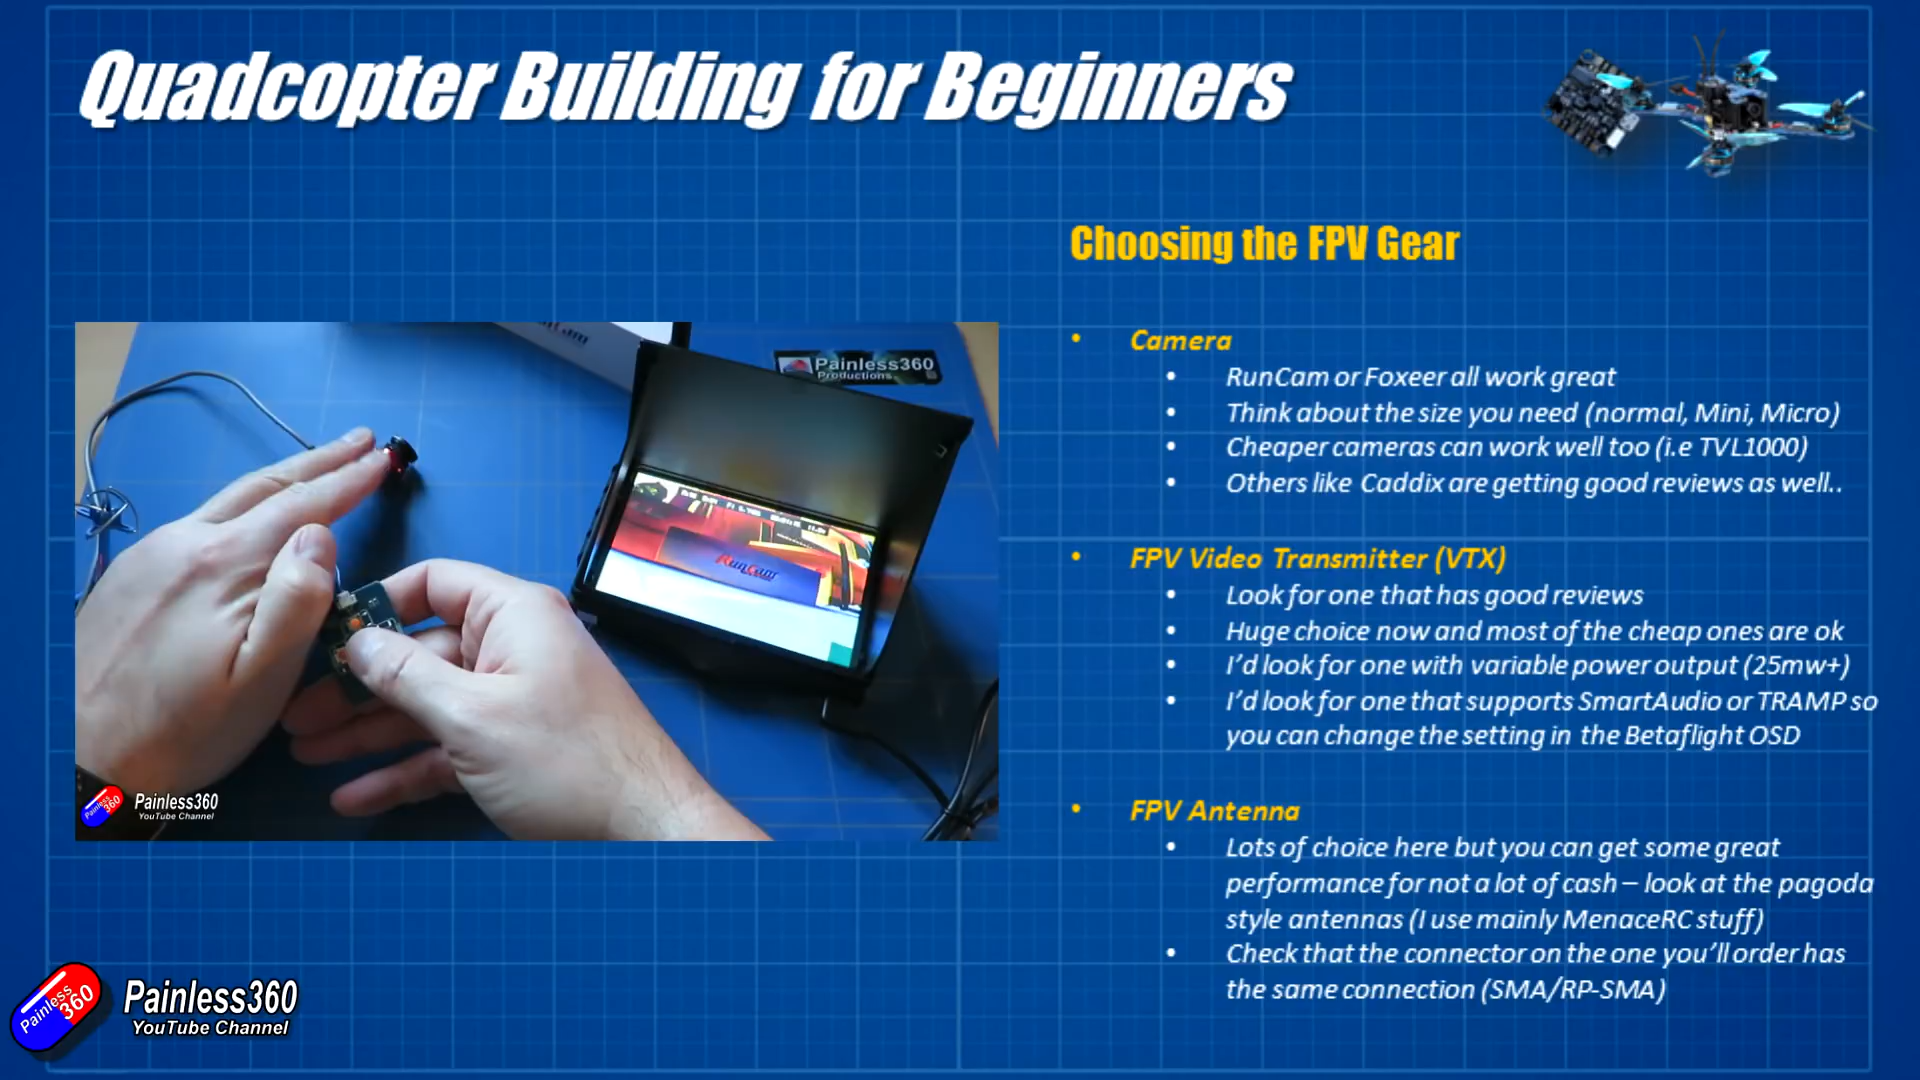 Quadcopter Building for Beginners
Choosing the FPV Gear
• Camera
• RunCam or Foxeer all work great
• Think about the size you need (normal, Mini, Micro)
• Cheaper cameras can work well too (i.e TVL1000)
• Others like Caddix are getting good reviews as well..
• FPV Video Transmitter (VTX)
• Look for one that has good reviews
• Huge choice now and most of the cheap ones are ok
• I’d look for one with variable power output (25mw+)
• I’d look for one that supports SmartAudio or TRAMP so
you can change the setting in the Betaflight OSD
• FPV Antenna
• Lots of choice here but you can get some great
performance for not a lot of cash – look at the pagoda
style antennas (I use mainly MenaceRC stuff)
• Check that the connector on the one you’ll order has
the same connection (SMA/RP-SMA)
Painless360
Productions
RunCam
Painless 360
Painless360
YouTube Channel
Painless 360
Painless360
YouTube Channel